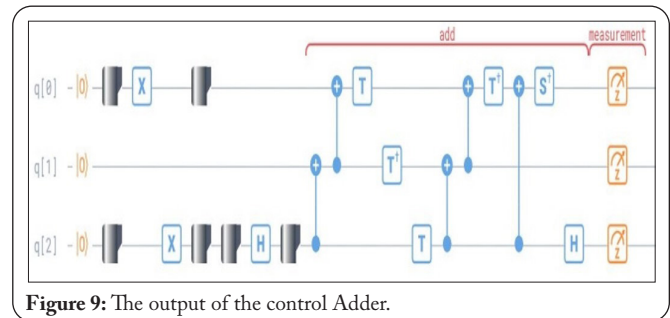 add measurement
q[0] -|0⟩ X T T† S† z
q[1] -|0⟩ T† z
q[2] -|0⟩ X H T H z
Figure 9: The output of the control Adder.